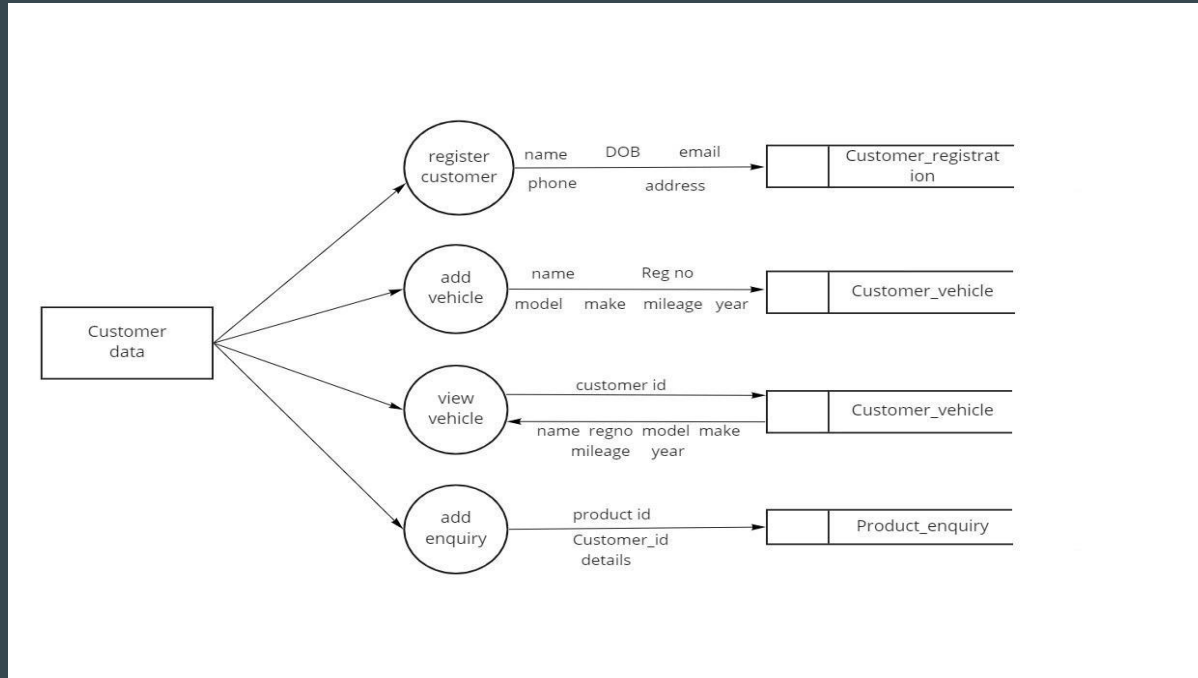 register
customer
name DOB email
phone address
Customer_registrat
ion
add
vehicle
name Reg no
model make mileage year
Customer_vehicle
Customer
data
view
vehicle
customer id
name regno model make
mileage year
Customer_vehicle
add
enquiry
product id
Customer_id
details
Product_enquiry